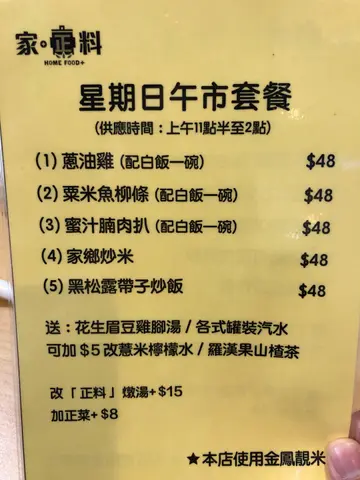 家。正料
HOME FOOD+
星期日午市套餐
(供應時間：上午11點半至2點)
(1) 蔥油雞 (配白飯一碗) $48
(2) 粟米魚柳條 (配白飯一碗) $48
(3) 蜜汁腩肉扒 (配白飯一碗) $48
(4) 家鄉炒米 $48
(5) 黑松露帶子炒飯 $48
送：花生眉豆雞腳湯 / 各式罐裝汽水
可加 $5 改薏米檸檬水 / 羅漢果山楂茶
改「正料」燉湯+$15
加正菜+$8
★本店使用金鳳靚米